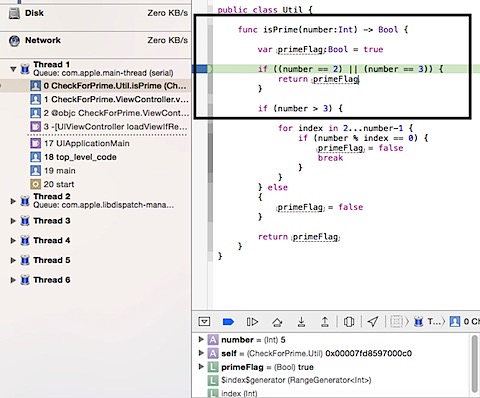 Disk
Zero KB/s
Network
Zero KB/s
Thread 1
Queue: com.apple.main-thread (serial)
0 CheckForPrime.Util.isPrime (Ch...
1 CheckForPrime.ViewController.v...
2 @objc CheckForPrime.ViewContr...
3 -[UIViewController loadViewIfRe...
17 UIApplicationMain
18 top_level_code
19 main
20 start
Thread 2
Queue: com.apple.libdispatch-mana...
Thread 3
Thread 4
Thread 5
Thread 6
public class Util {
func isPrime(number:Int) -> Bool {
var primeFlag:Bool = true
if ((number == 2) || (number == 3)) {
return primeFlag
}
if (number > 3) {
for index in 2...number-1 {
if (number % index == 0) {
primeFlag = false
break
}
}
} else
{
primeFlag = false
}
return primeFlag
}
}
T...
0 C
A number = (Int) 5
A self = (CheckForPrime.Util) 0x00007fd8597000c0
L primeFlag = (Bool) true
L $index$generator (RangeGenerator<Int>)
L index (Int)